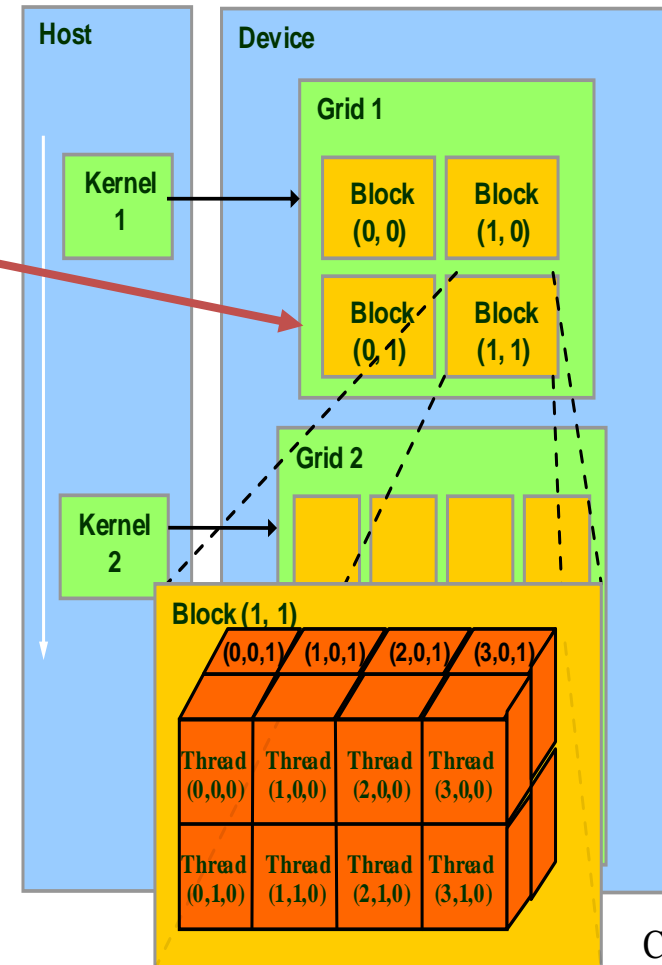 Host
Device
Grid 1
Kernel
1
Block
(0, 0)
Block
(1, 0)
Block
(0, 1)
Block
(1, 1)
Grid 2
Kernel
2
Block (1, 1)
(0,0,1) (1,0,1) (2,0,1) (3,0,1)
Thread
(0,0,0)
Thread
(1,0,0)
Thread
(2,0,0)
Thread
(3,0,0)
Thread
(0,1,0)
Thread
(1,1,0)
Thread
(2,1,0)
Thread
(3,1,0)